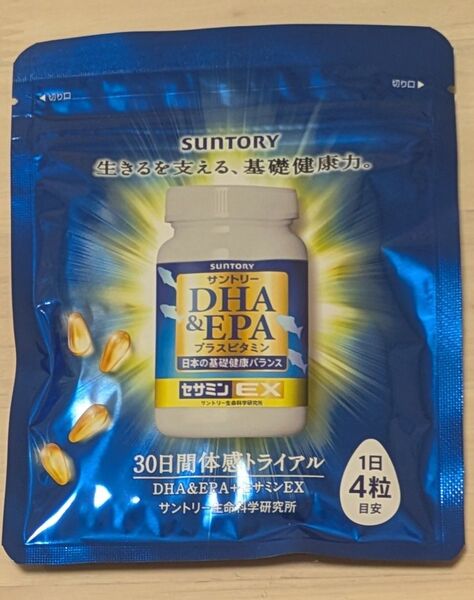 切り口
切り口
SUNTORY
生きるを支える、基礎健康力。
SUNTORY
サントリー
DHA
&EPA
プラスビタミン
日本の基礎健康バランス
セサミンEX
サントリー生命科学研究所
30日間体感トライアル
DHA&EPA+セサミンEX
サントリー生命科学研究所
1日
4粒
目安